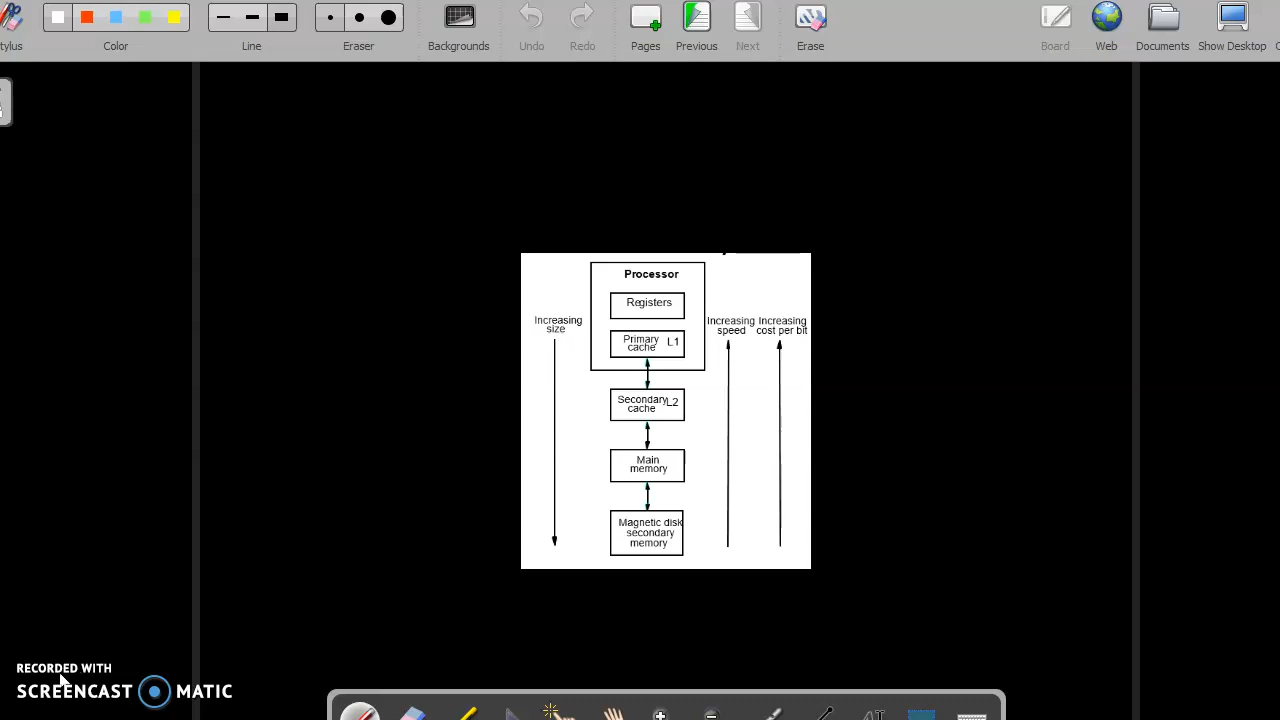 tylus
Color
Line
Eraser
Backgrounds
Undo
Redo
Pages
Previous
Next
Erase
Board
Web
Documents
Show Desktop
Processor
Registers
Primary
cache
L1
Increasing
size
Increasing
speed
Increasing
cost per bit
Secondary
cache
L2
Main
memory
Magnetic disk
secondary
memory
RECORDED WITH
SCREENCAST MATIC